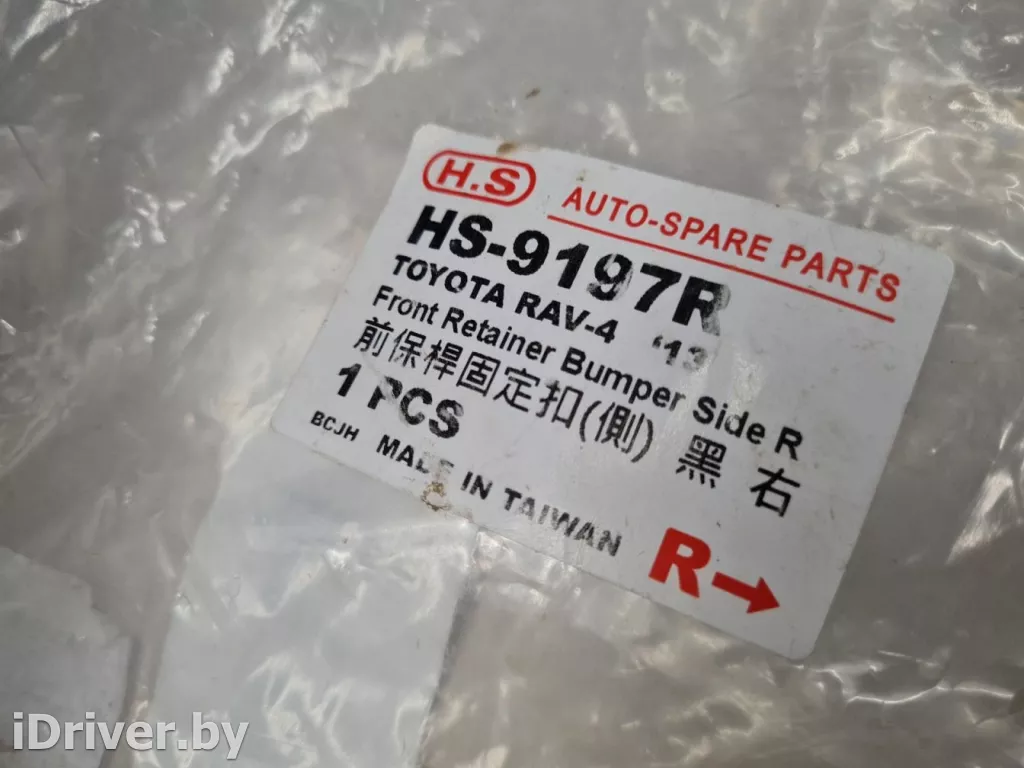 H.S AUTO-SPARE PARTS
HS-9197R
TOYOTA RAV-4 '13
Front Retainer Bumper Side R
前保桿固定扣(側) 黑 右
1 PCS
BCJH MADE IN TAIWAN
R→
iDriver.by